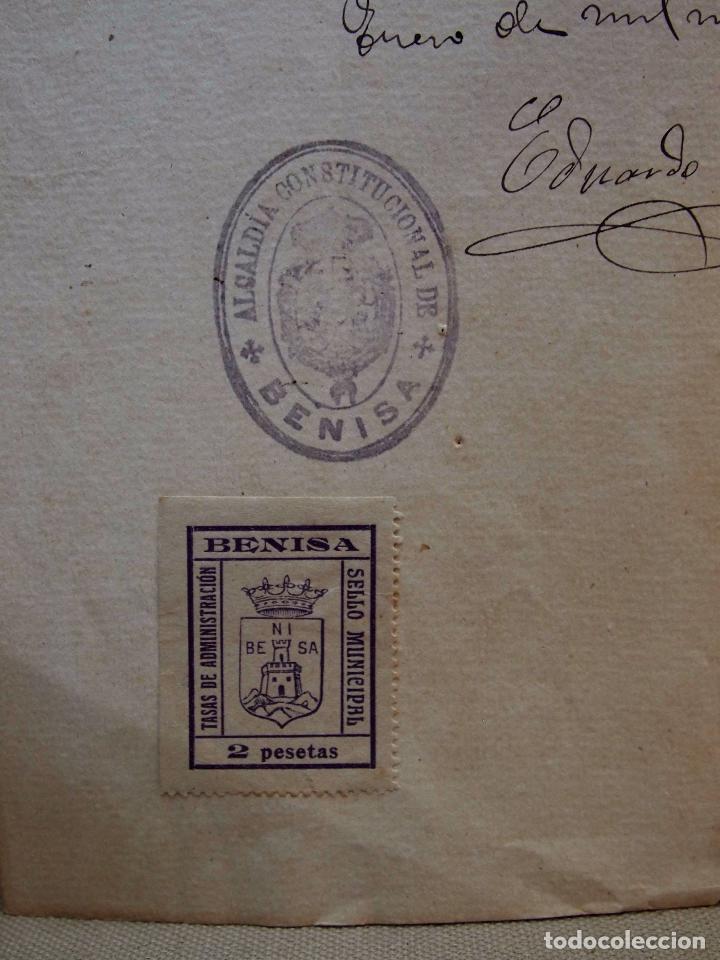 Enero de mil
Eduardo
ALCALDÍA CONSTITUCIONAL DE
BENISA
BENISA
TASAS DE ADMINISTRACIÓN
SELLO MUNICIPAL
NI
BE SA
2 pesetas
todocoleccion